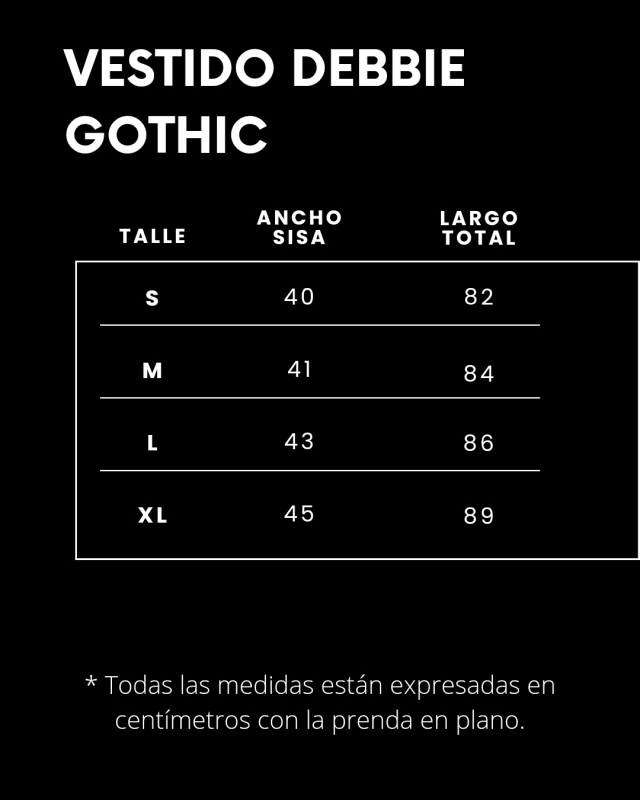 VESTIDO DEBBIE
GOTHIC
TALLE ANCHO SISA LARGO TOTAL
S 40 82
M 41 84
L 43 86
XL 45 89
* Todas las medidas están expresadas en
centímetros con la prenda en plano.